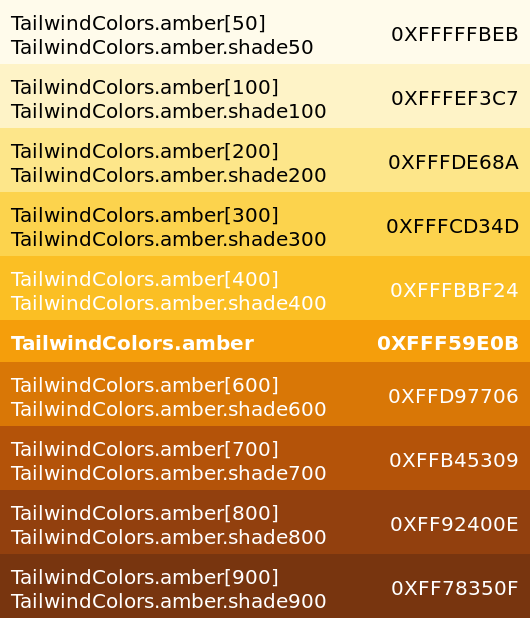 TailwindColors.amber[50]
TailwindColors.amber.shade50
0XFFFFFBEB
TailwindColors.amber[100]
TailwindColors.amber.shade100
0XFFFEF3C7
TailwindColors.amber[200]
TailwindColors.amber.shade200
0XFFFDE68A
TailwindColors.amber[300]
TailwindColors.amber.shade300
0XFFFCD34D
TailwindColors.amber[400]
TailwindColors.amber.shade400
0XFFFBBF24
TailwindColors.amber
0XFFF59E0B
TailwindColors.amber[600]
TailwindColors.amber.shade600
0XFFD97706
TailwindColors.amber[700]
TailwindColors.amber.shade700
0XFFB45309
TailwindColors.amber[800]
TailwindColors.amber.shade800
0XFF92400E
TailwindColors.amber[900]
TailwindColors.amber.shade900
0XFF78350F